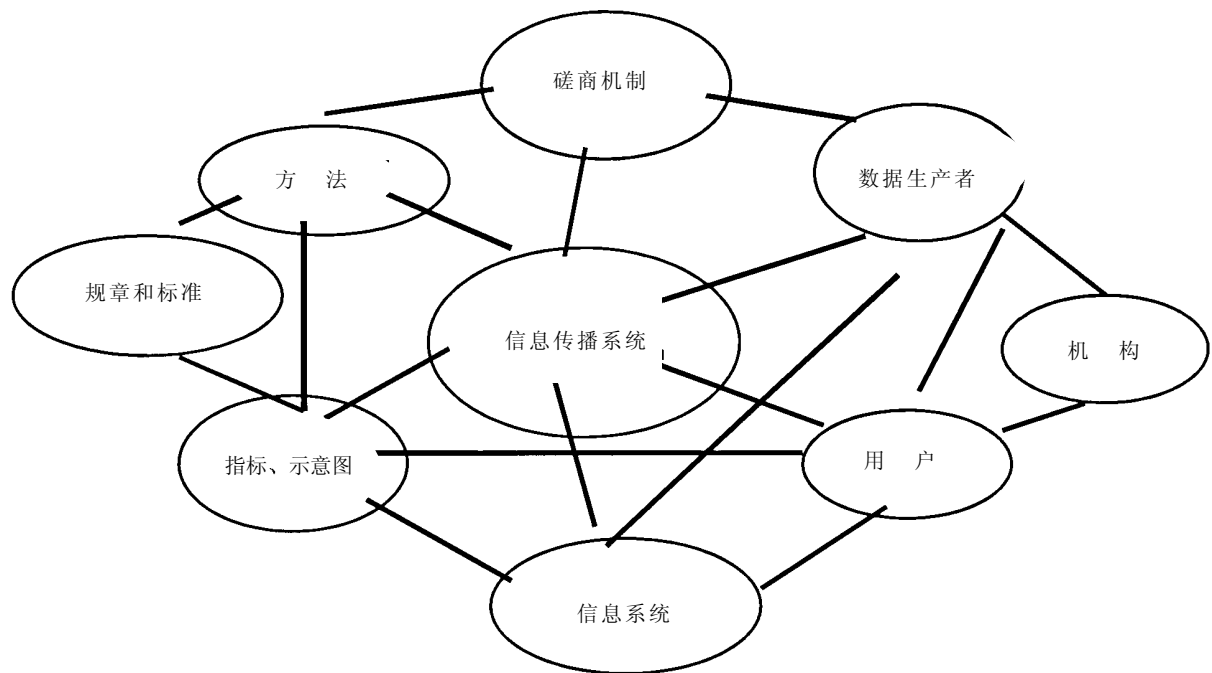 磋商机制
方 法
数据生产者
规章和标准
信息传播系统
机 构
指标、示意图
用 户
信息系统